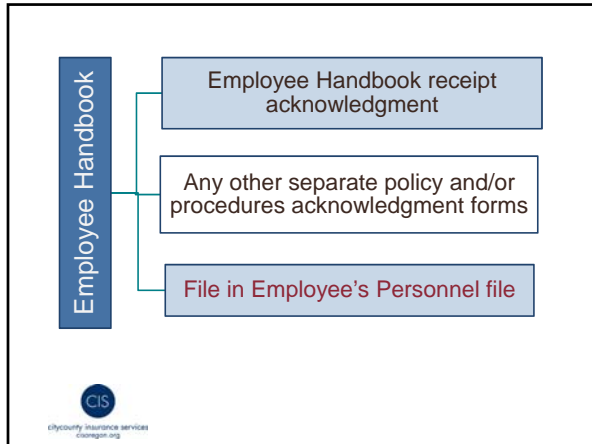 Employee Handbook
Employee Handbook receipt
acknowledgment
Any other separate policy and/or
procedures acknowledgment forms
File in Employee’s Personnel file
CIS
citycounty insurance services
cisoregon.org